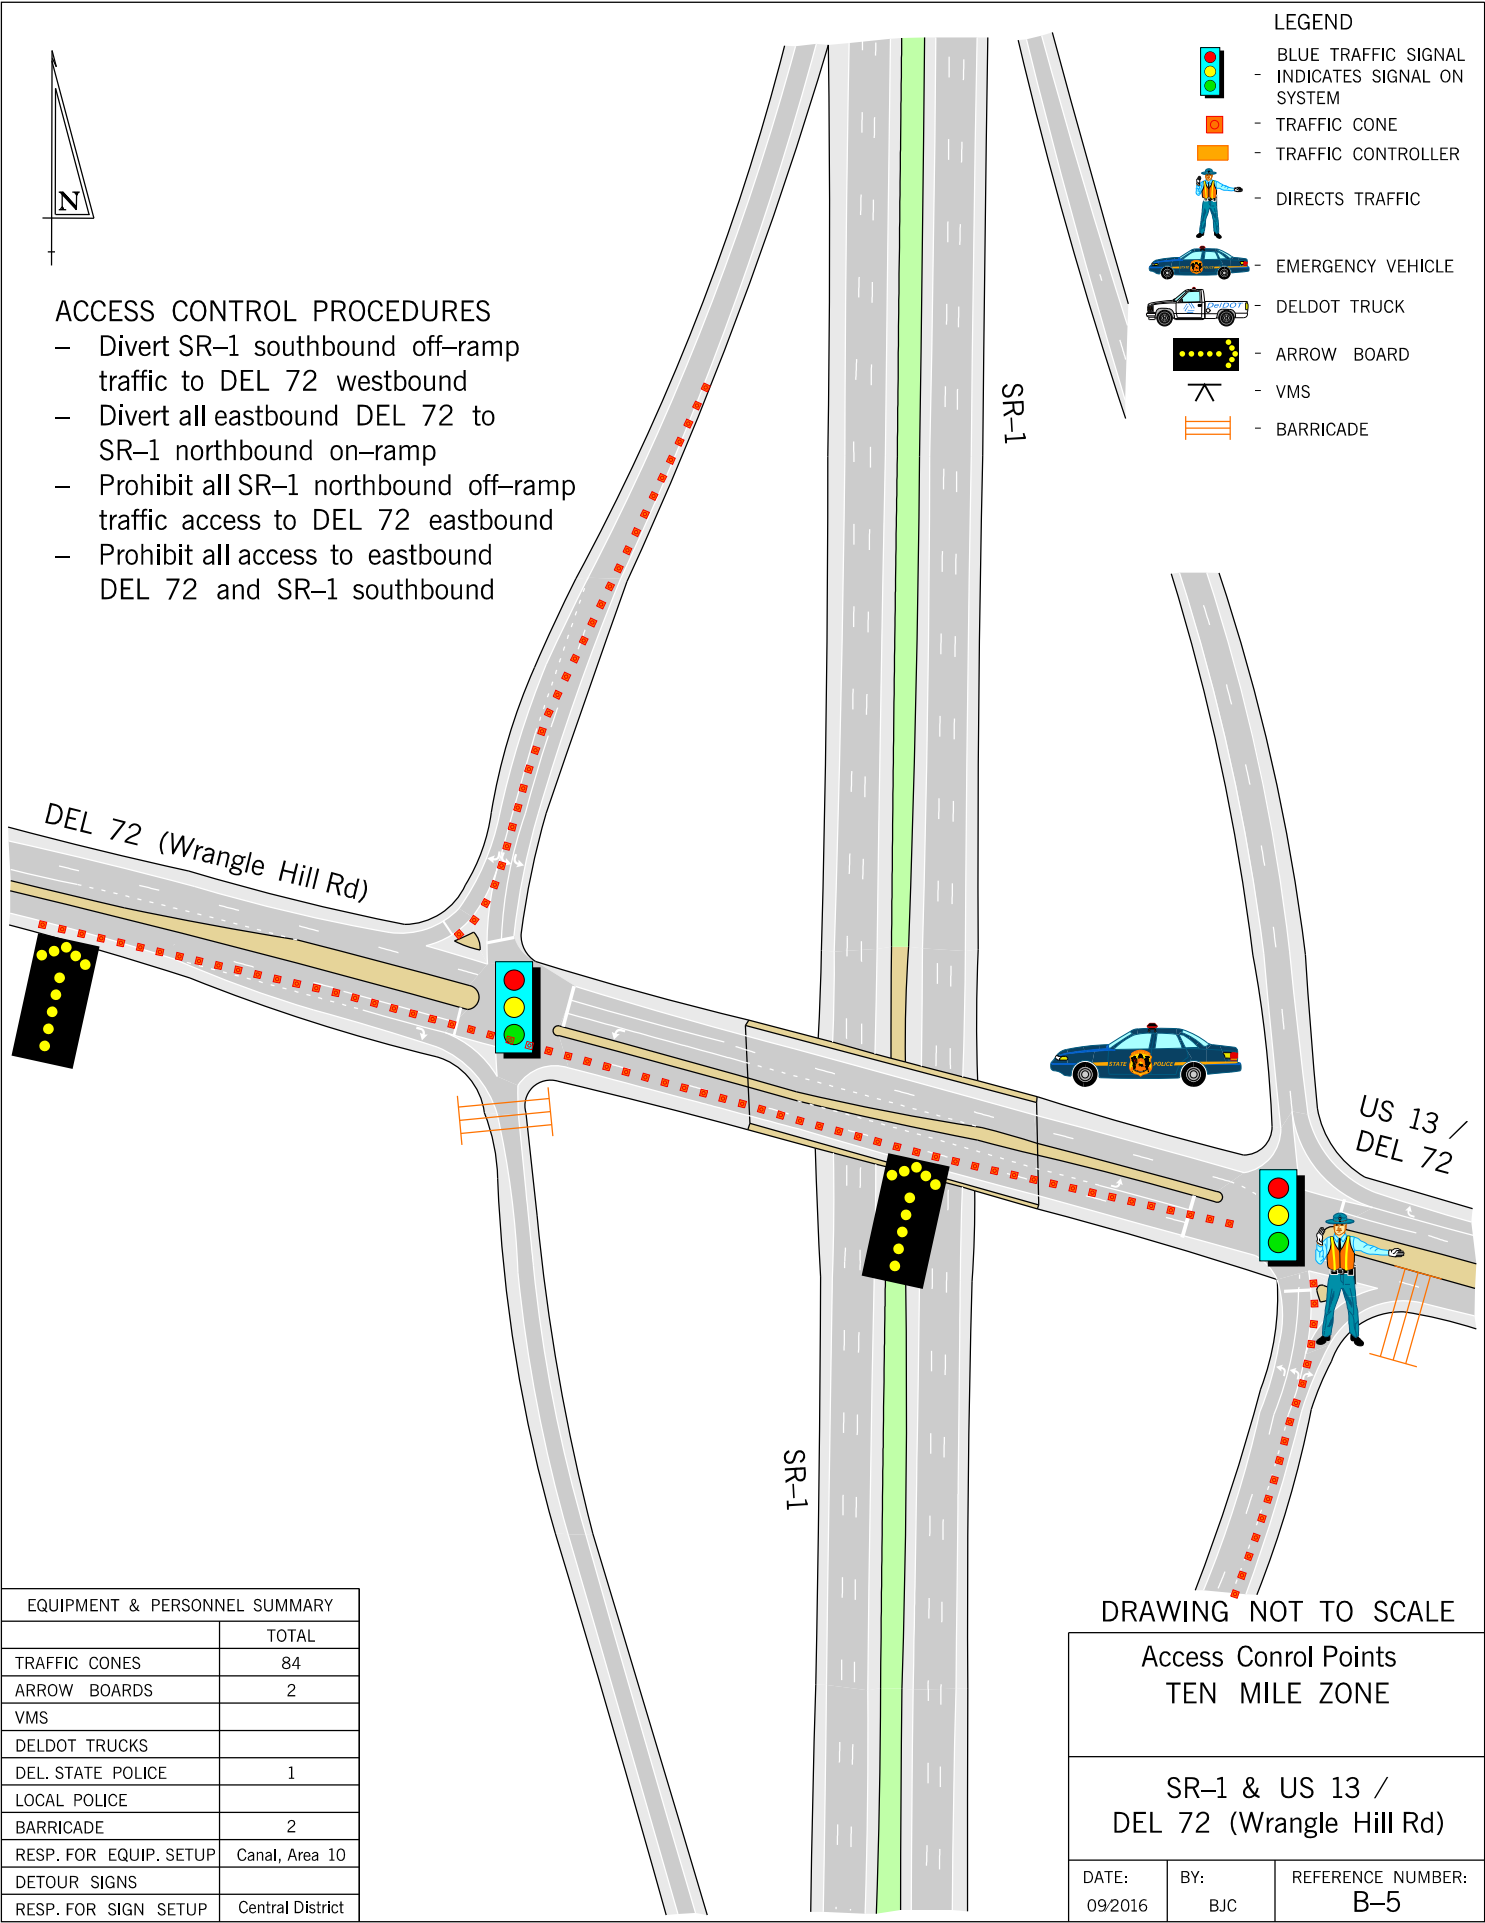 LEGEND
BLUE TRAFFIC SIGNAL
- INDICATES SIGNAL ON
SYSTEM
- TRAFFIC CONE
- TRAFFIC CONTROLLER
- DIRECTS TRAFFIC
- EMERGENCY VEHICLE
DelDOT
- DELDOT TRUCK
- ARROW BOARD
- VMS
- BARRICADE
N
ACCESS CONTROL PROCEDURES
– Divert SR–1 southbound off–ramp
traffic to DEL 72 westbound
– Divert all eastbound DEL 72 to
SR–1 northbound on–ramp
– Prohibit all SR–1 northbound off–ramp
traffic access to DEL 72 eastbound
– Prohibit all access to eastbound
DEL 72 and SR–1 southbound
SR–1
DEL 72 (Wrangle Hill Rd)
STATE POLICE
US 13 /
DEL 72
SR–1
EQUIPMENT & PERSONNEL SUMMARY
TOTAL
TRAFFIC CONES 84
ARROW BOARDS 2
VMS
DELDOT TRUCKS
DEL. STATE POLICE 1
LOCAL POLICE
BARRICADE 2
RESP. FOR EQUIP. SETUP Canal, Area 10
DETOUR SIGNS
RESP. FOR SIGN SETUP Central District
DRAWING NOT TO SCALE
Access Conrol Points
TEN MILE ZONE
SR–1 & US 13 /
DEL 72 (Wrangle Hill Rd)
DATE: BY: REFERENCE NUMBER:
09/2016 BJC B–5